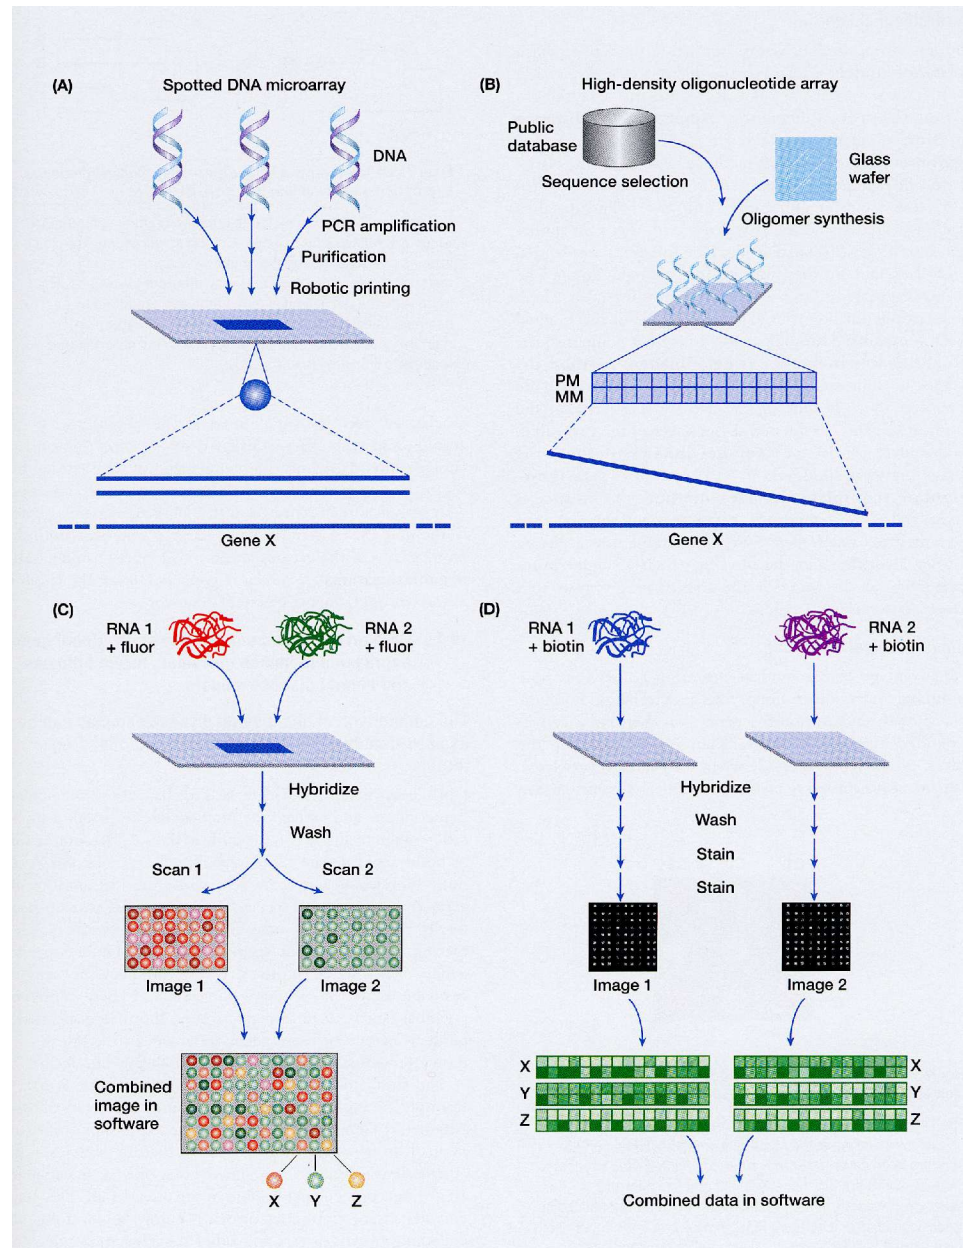 (A)
Spotted DNA microarray
DNA
PCR amplification
Purification
Robotic printing
Gene X
(B)
High-density oligonucleotide array
Public
database
Sequence selection
Glass
wafer
Oligomer synthesis
PM
MM
Gene X
(C)
RNA 1
+ fluor
RNA 2
+ fluor
Hybridize
Wash
Scan 1
Scan 2
Image 1
Image 2
Combined
image in
software
X
Y
Z
(D)
RNA 1
+ biotin
RNA 2
+ biotin
Hybridize
Wash
Stain
Stain
Image 1
Image 2
X
X
Y
Y
Z
Z
Combined data in software